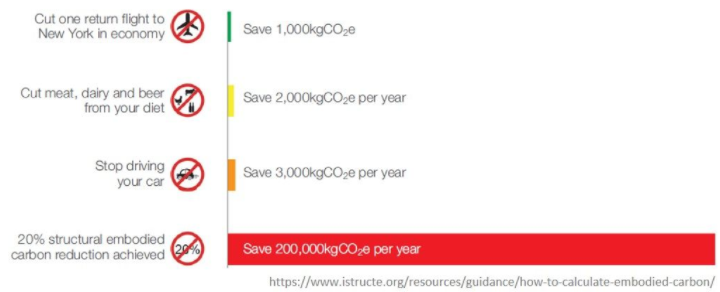 Cut one return flight to
New York in economy
Save 1,000kgCO₂e
Cut meat, dairy and beer
from your diet
Save 2,000kgCO₂e per year
Stop driving
your car
Save 3,000kgCO₂e per year
20% structural embodied
carbon reduction achieved
20%
Save 200,000kgCO₂e per year
https://www.istructe.org/resources/guidance/how-to-calculate-embodied-carbon/